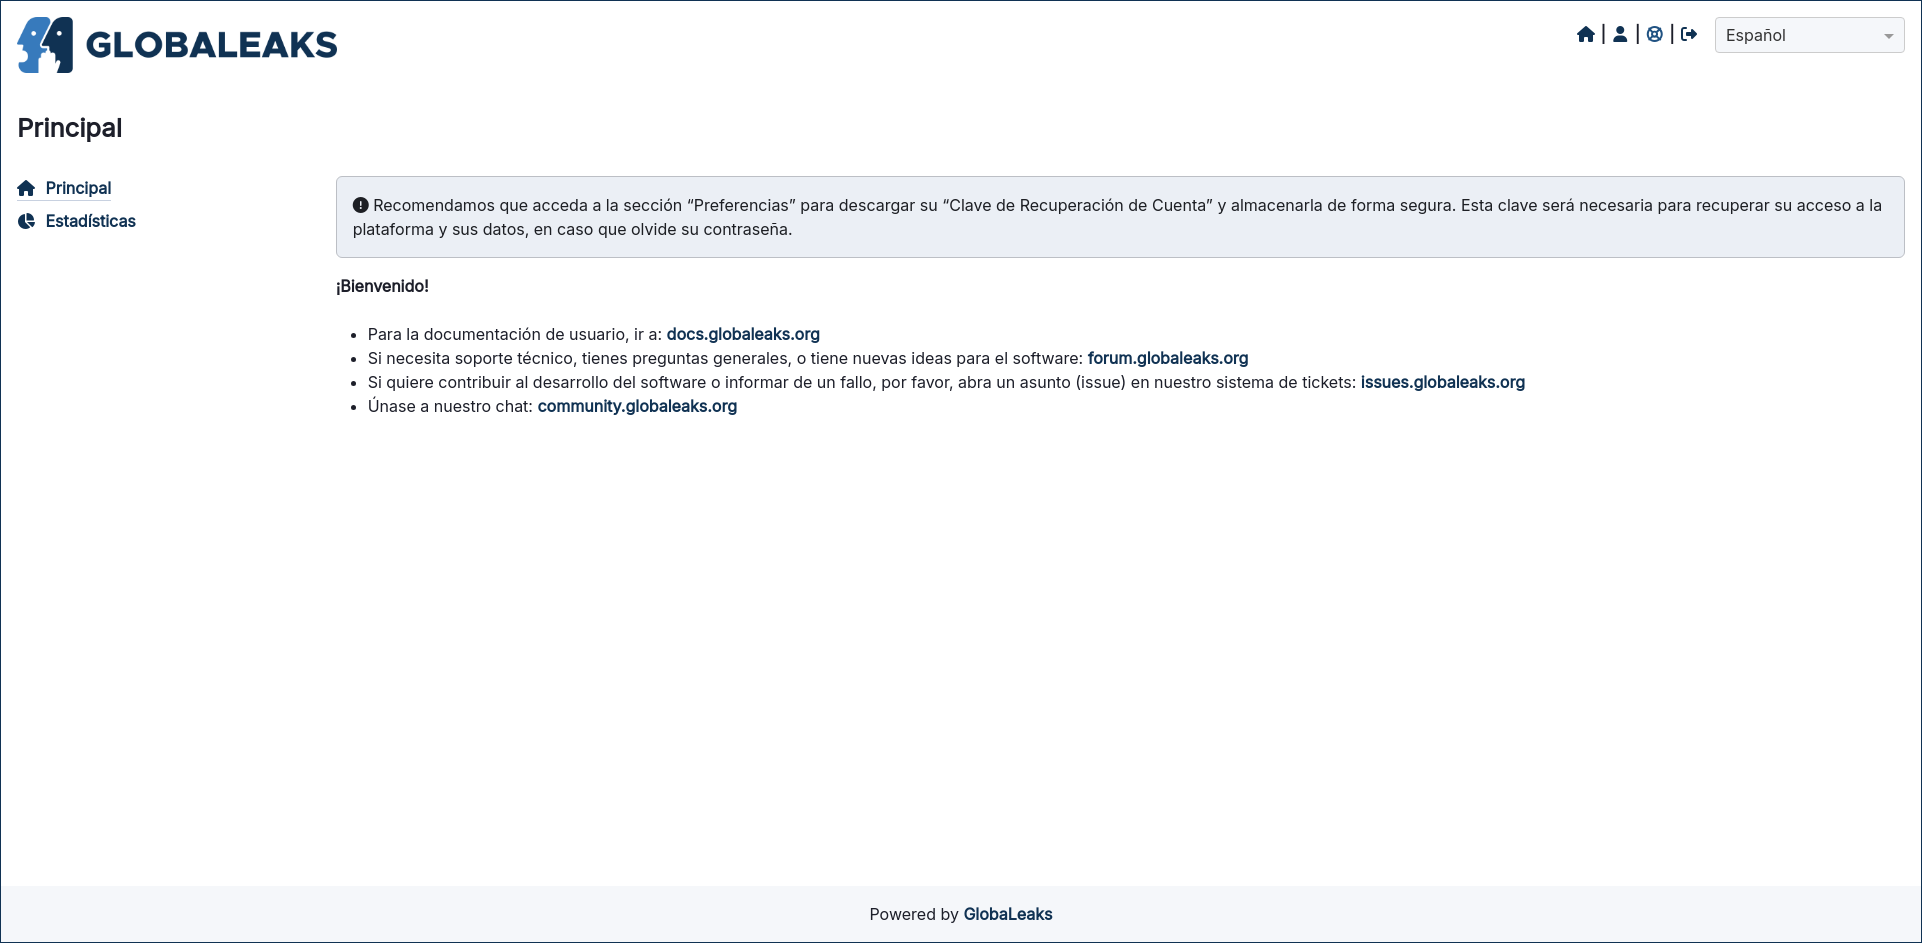 GLOBALEAKS
Español
Principal
Principal
Estadísticas
Recomendamos que acceda a la sección “Preferencias” para descargar su “Clave de Recuperación de Cuenta” y almacenarla de forma segura. Esta clave será necesaria para recuperar su acceso a la
plataforma y sus datos, en caso que olvide su contraseña.
¡Bienvenido!
Para la documentación de usuario, ir a: docs.globaleaks.org
Si necesita soporte técnico, tienes preguntas generales, o tiene nuevas ideas para el software: forum.globaleaks.org
Si quiere contribuir al desarrollo del software o informar de un fallo, por favor, abra un asunto (issue) en nuestro sistema de tickets: issues.globaleaks.org
Únase a nuestro chat: community.globaleaks.org
Powered by GlobaLeaks